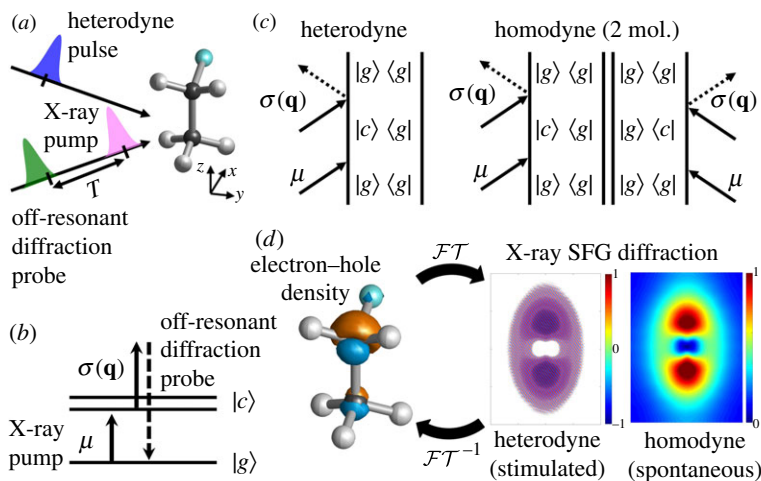 (a)
heterodyne
pulse
X-ray
pump
T
z
x
y
off-resonant
diffraction
probe
(b)
off-resonant
diffraction
probe
σ(q)
|c⟩
X-ray
pump
μ
|g⟩
(c)
heterodyne
|g⟩ ⟨g|
σ(q)
|c⟩ ⟨g|
μ
|g⟩ ⟨g|
homodyne (2 mol.)
|g⟩ ⟨g| |g⟩ ⟨g|
σ(q) σ(q)
|c⟩ ⟨g| |g⟩ ⟨c|
μ μ
|g⟩ ⟨g| |g⟩ ⟨g|
(d)
electron–hole
density
ℱ𝒯
ℱ𝒯⁻¹
X-ray SFG diffraction
1
0
−1
heterodyne
(stimulated)
1
0
homodyne
(spontaneous)